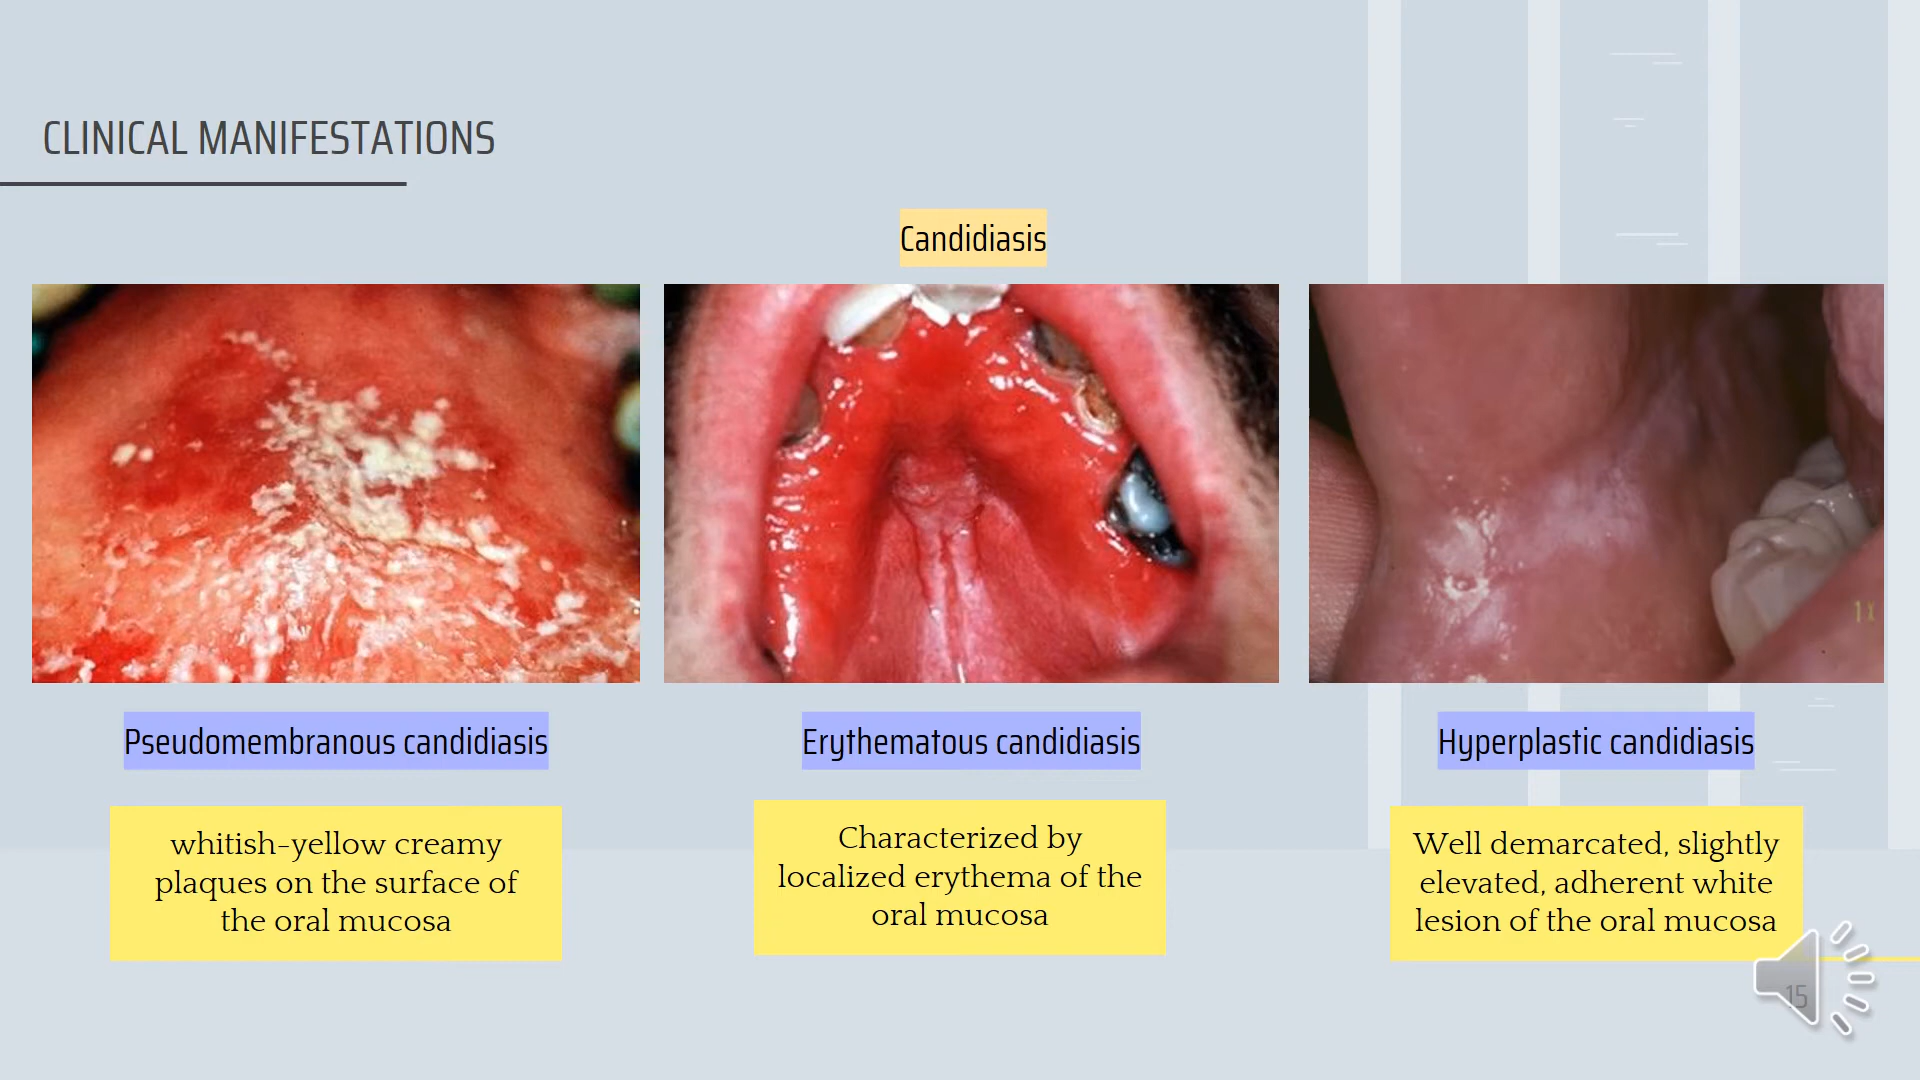 CLINICAL MANIFESTATIONS
Candidiasis
Pseudomembranous candidiasis
whitish-yellow creamy
plaques on the surface of
the oral mucosa
Erythematous candidiasis
Characterized by
localized erythema of the
oral mucosa
Hyperplastic candidiasis
Well demarcated, slightly
elevated, adherent white
lesion of the oral mucosa
1x
15